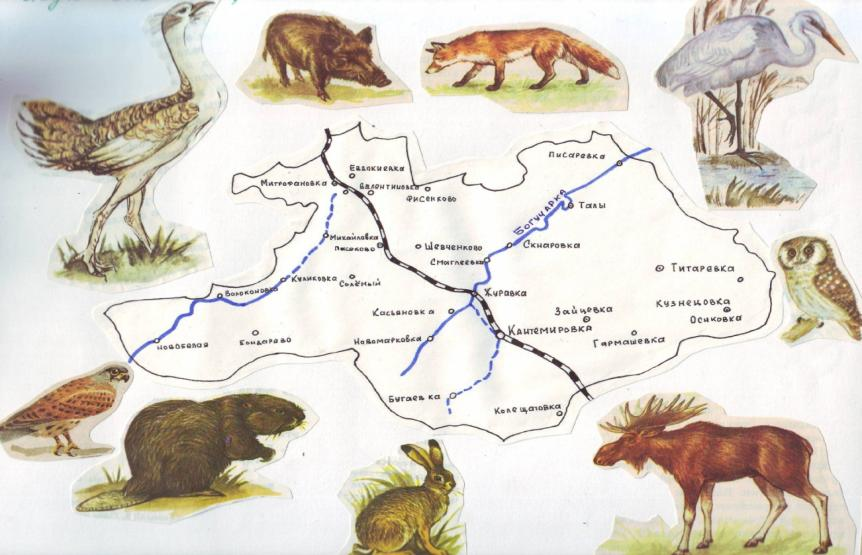 Писаревка
Евдокиевка
Митрофановка
Валентиновка
Фисенково
Талы
Богучарка
Михайловка
Пасеково
Шевченково
Скнаровка
Смаглеевка
Титаревка
Куликовка
Солёный
Волоконовка
Журавка
Кузнецовка
Касьяновка
Зайцевка
Осиковка
Кантемировка
Новобелая
Бондарево
Новомарковка
Гармашевка
Бугаевка
Колещатовка